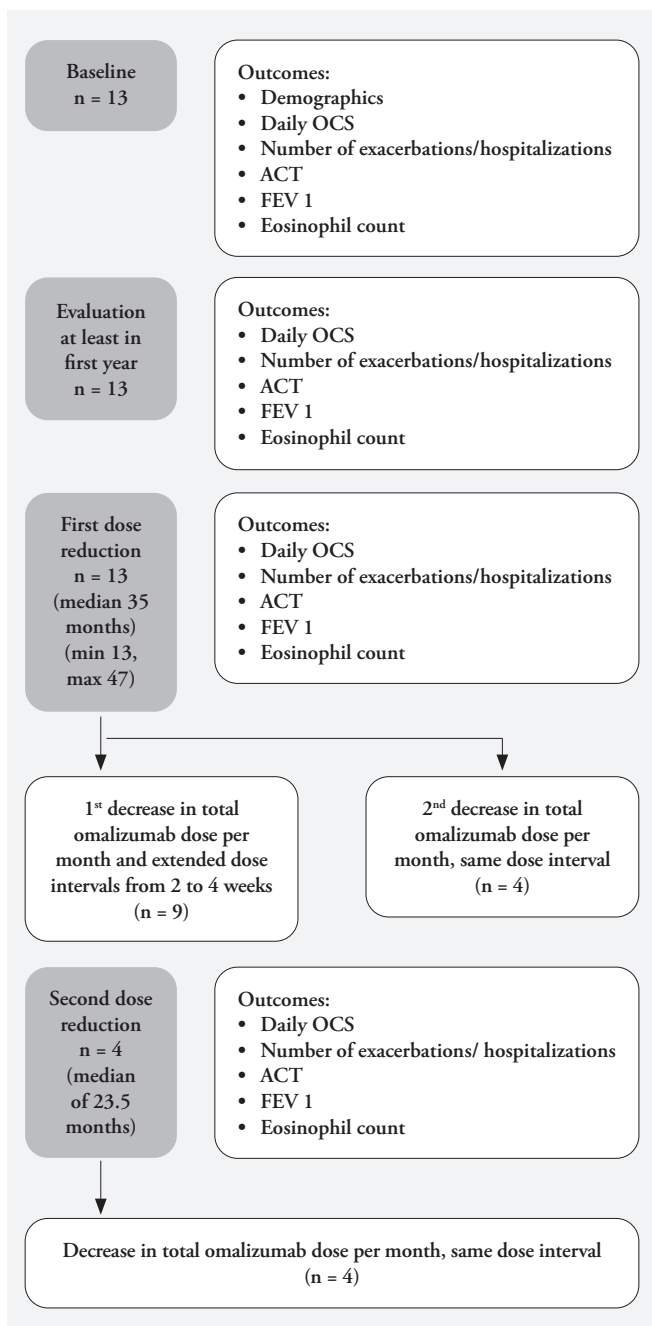 Baseline
n = 13
Outcomes:
• Demographics
• Daily OCS
• Number of exacerbations/hospitalizations
• ACT
• FEV 1
• Eosinophil count
Evaluation
at least in
first year
n = 13
Outcomes:
• Daily OCS
• Number of exacerbations/hospitalizations
• ACT
• FEV 1
• Eosinophil count
First dose
reduction
n = 13
(median 35
months)
(min 13,
max 47)
Outcomes:
• Daily OCS
• Number of exacerbations/hospitalizations
• ACT
• FEV 1
• Eosinophil count
1st decrease in total
omalizumab dose per
month and extended dose
intervals from 2 to 4 weeks
(n = 9)
2nd decrease in total
omalizumab dose per
month, same dose interval
(n = 4)
Second dose
reduction
n = 4
(median
of 23.5
months)
Outcomes:
• Daily OCS
• Number of exacerbations/ hospitalizations
• ACT
• FEV 1
• Eosinophil count
Decrease in total omalizumab dose per month, same dose interval
(n = 4)